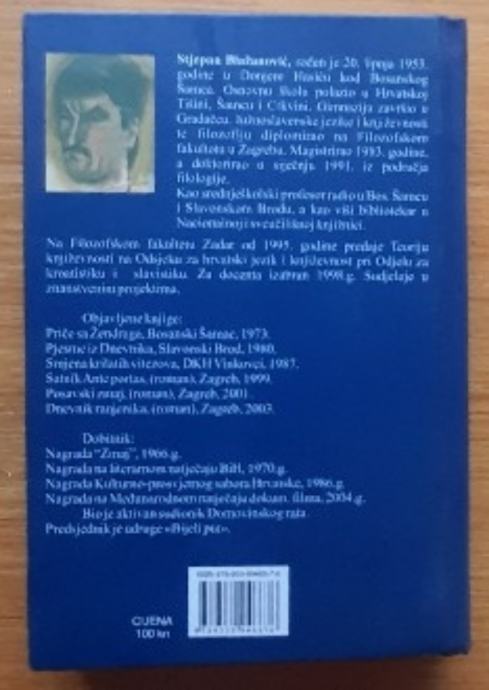 Stjepan Blažanović, rođen je 20. lipnja 1953.
godine u Donjem Hasiću kod Bosanskog
Šamca. Osnovnu školu polazio u Hrvatskoj
Tišini, Šamcu i Crkvini. Gimnaziju završio u
Gradačcu. Južnoslavenske jezike i književnosti
te filozofiju diplomirao na Filozofskom
fakultetu u Zagrebu. Magistrirao 1983. godine,
a doktorirao u siječnju 1991. iz područja
filologije.
Kao srednjoškolski profesor radio u Bos. Šamcu
i Slavonskom Brodu, a kao viši bibliotekar u
Nacionalnoj i sveučilišnoj knjižnici.
Na Filozofskom fakultetu Zadar od 1995. godine predaje Teoriju
književnosti na Odsjeku za hrvatski jezik i književnost pri Odjelu za
kroatistiku i slavistiku. Za docenta izabran 1998.g. Sudjeluje u
znanstvenim projektima.
Objavljene knjige:
Priče sa Žendrage, Bosanski Šamac, 1973.
Pjesme iz Dnevnika, Slavonski Brod, 1980.
Smjena krilatih vitezova, DKH Vinkovci, 1987.
Satnik Ante portas, (roman), Zagreb, 1999.
Posavski zmaj, (roman), Zagreb, 2001.
Dnevnik ranjenika, (roman), Zagreb, 2003.
Dobitnik:
Nagrada "Zmaj", 1966.g.
Nagrada na literarnom natječaju BiH, 1970.g.
Nagrada Kulturno-prosvjetnog sabora Hrvatske, 1986.g.
Nagrada na Međunarodnom natječaju dokum. filma, 2004.g.
Bio je aktivan sudionik Domovinskog rata.
Predsjednik je udruge «Bijeli put».
CIJENA
100 kn